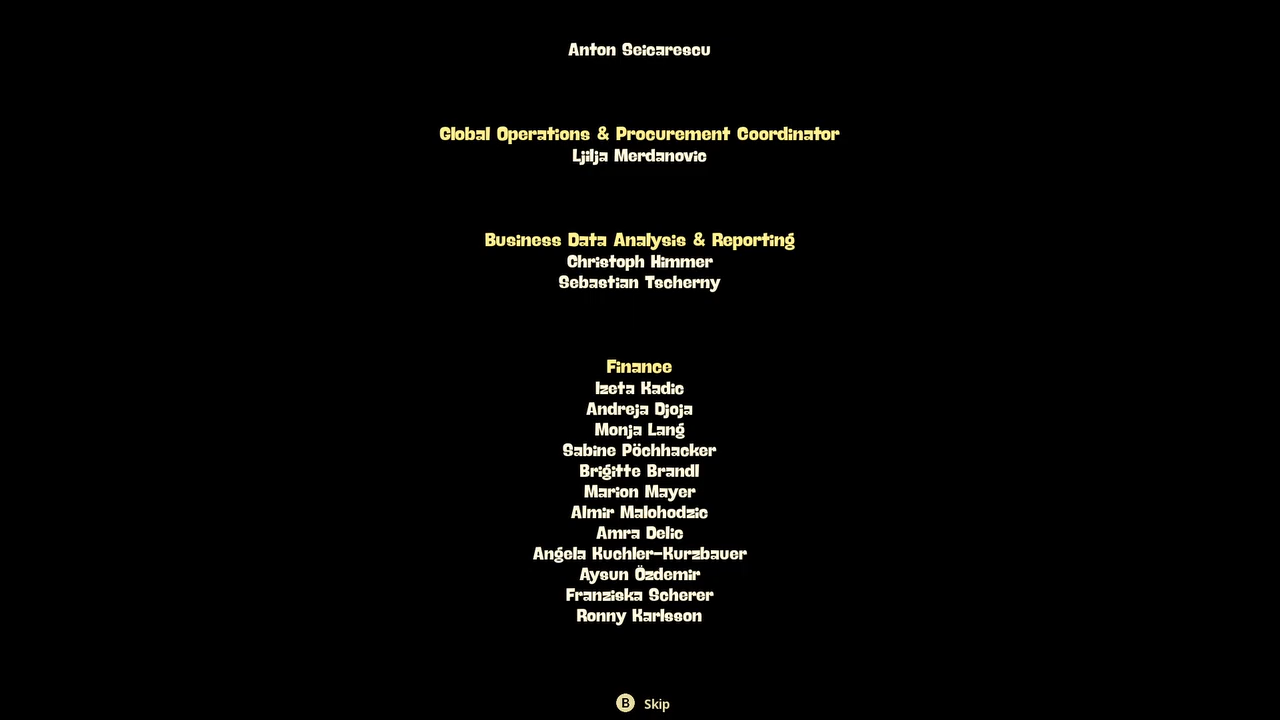 Anton Seicarescu
Global Operations & Procurement Coordinator
Ljilja Merdanovic
Business Data Analysis & Reporting
Christoph Himmer
Sebastian Tscherny
Finance
Izeta Kadic
Andreja Djoja
Monja Lang
Sabine Pöchhacker
Brigitte Brandl
Marion Mayer
Almir Malohodzic
Amra Delic
Angela Kuchler-Kurzbauer
Aysun Özdemir
Franziska Scherer
Ronny Karlsson
B Skip